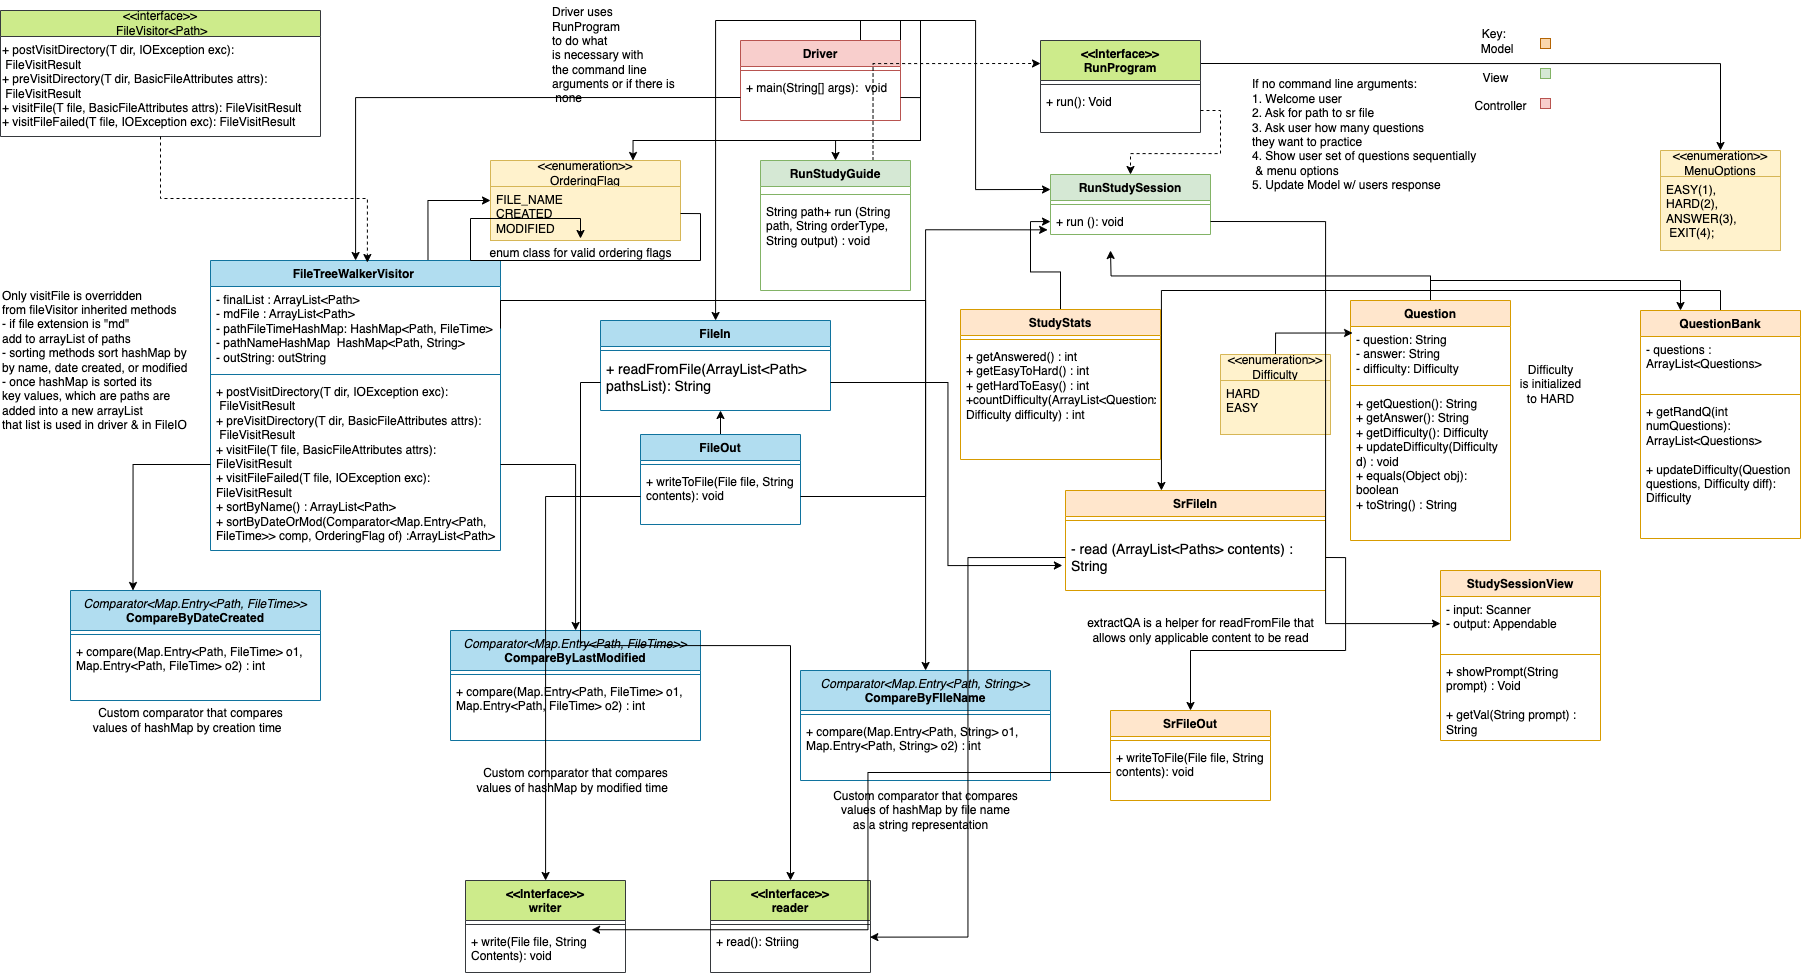 <<interface>>
FileVisitor<Path>
+ postVisitDirectory(T dir, IOException exc):
FileVisitResult
+ preVisitDirectory(T dir, BasicFileAttributes attrs):
FileVisitResult
+ visitFile(T file, BasicFileAttributes attrs): FileVisitResult
+ visitFileFailed(T file, IOException exc): FileVisitResult
Driver uses
RunProgram
to do what
is necessary with
the command line
arguments or if there is
none
Driver
+ main(String[] args): void
<<Interface>>
RunProgram
+ run(): Void
If no command line arguments:
1. Welcome user
2. Ask for path to sr file
3. Ask user how many questions
they want to practice
4. Show user set of questions sequentially
& menu options
5. Update Model w/ users response
Key:
Model
View
Controller
<<enumeration>>
MenuOptions
EASY(1),
HARD(2),
ANSWER(3),
EXIT(4);
<<enumeration>>
OrderingFlag
FILE_NAME
CREATED
MODIFIED
enum class for valid ordering flags
RunStudyGuide
String path+ run (String
path, String orderType,
String output) : void
RunStudySession
+ run (): void
Only visitFile is overridden
from fileVisitor inherited methods
- if file extension is "md"
add to arrayList of paths
- sorting methods sort hashMap by
by name, date created, or modified
- once hashMap is sorted its
key values, which are paths are
added into a new arrayList
that list is used in driver & in FileIO
FileTreeWalkerVisitor
- finalList : ArrayList<Path>
- mdFile : ArrayList<Path>
- pathFileTimeHashMap: HashMap<Path, FileTime>
- pathNameHashMap HashMap<Path, String>
- outString: outString
+ postVisitDirectory(T dir, IOException exc):
FileVisitResult
+ preVisitDirectory(T dir, BasicFileAttributes attrs):
FileVisitResult
+ visitFile(T file, BasicFileAttributes attrs):
FileVisitResult
+ visitFileFailed(T file, IOException exc):
FileVisitResult
+ sortByName() : ArrayList<Path>
+ sortByDateOrMod(Comparator<Map.Entry<Path,
FileTime>> comp, OrderingFlag of) :ArrayList<Path>
FileIn
+ readFromFile(ArrayList<Path>
pathsList): String
FileOut
+ writeToFile(File file, String
contents): void
StudyStats
+ getAnswered() : int
+ getEasyToHard() : int
+ getHardToEasy() : int
+countDifficulty(ArrayList<Question:
Difficulty difficulty) : int
<<enumeration>>
Difficulty
HARD
EASY
Question
- question: String
- answer: String
- difficulty: Difficulty
+ getQuestion(): String
+ getAnswer(): String
+ getDifficulty(): Difficulty
+ updateDifficulty(Difficulty
d) : void
+ equals(Object obj):
boolean
+ toString() : String
Difficulty
is initialized
to HARD
QuestionBank
- questions :
ArrayList<Questions>
+ getRandQ(int
numQuestions):
ArrayList<Questions>
+ updateDifficulty(Question
questions, Difficulty diff):
Difficulty
SrFileIn
- read (ArrayList<Paths> contents) :
String
extractQA is a helper for readFromFile that
allows only applicable content to be read
StudySessionView
- input: Scanner
- output: Appendable
+ showPrompt(String
prompt) : Void
+ getVal(String prompt) :
String
Comparator<Map.Entry<Path, FileTime>>
CompareByDateCreated
+ compare(Map.Entry<Path, FileTime> o1,
Map.Entry<Path, FileTime> o2) : int
Custom comparator that compares
values of hashMap by creation time
Comparator<Map.Entry<Path, FileTime>>
CompareByLastModified
+ compare(Map.Entry<Path, FileTime> o1,
Map.Entry<Path, FileTime> o2) : int
Custom comparator that compares
values of hashMap by modified time
Comparator<Map.Entry<Path, String>>
CompareByFIleName
+ compare(Map.Entry<Path, String> o1,
Map.Entry<Path, String> o2) : int
Custom comparator that compares
values of hashMap by file name
as a string representation
SrFileOut
+ writeToFile(File file, String
contents): void
<<Interface>>
writer
+ write(File file, String
Contents): void
<<Interface>>
reader
+ read(): Striing